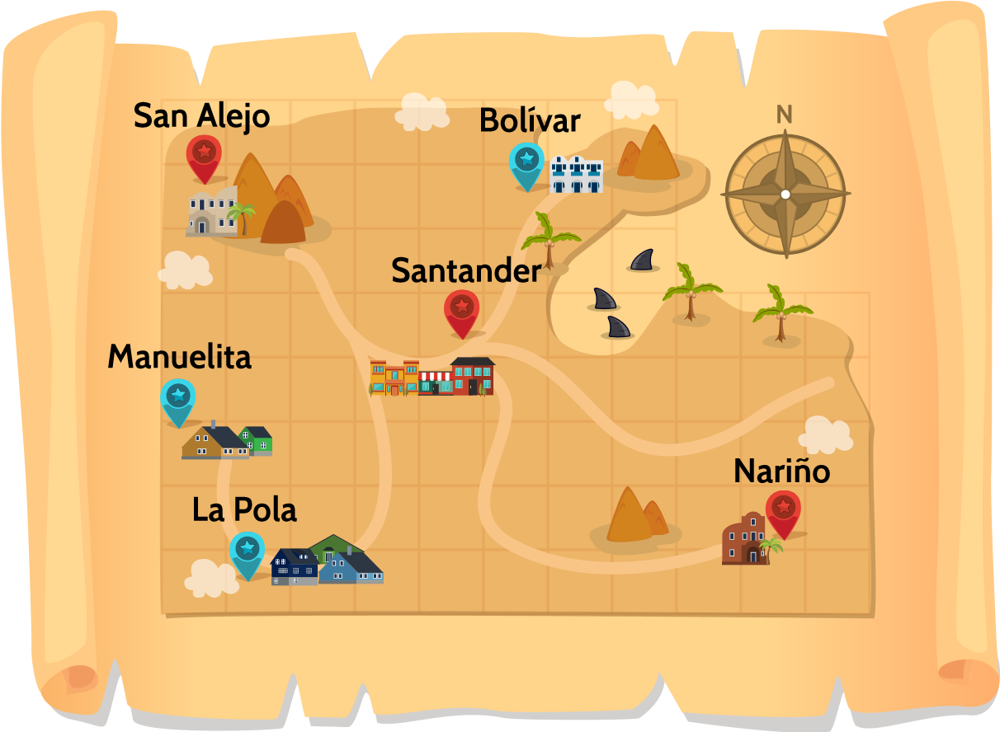 San Alejo
Bolívar
N
Santander
Manuelita
Nariño
La Pola